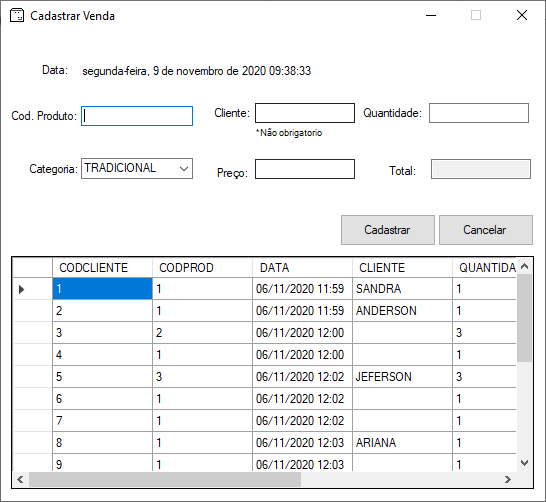 Cadastrar Venda
Data: segunda-feira, 9 de novembro de 2020 09:38:33
Cod. Produto: Cliente: Quantidade:
*Não obrigatorio
Categoria: TRADICIONAL Preço: Total:
Cadastrar Cancelar
CODCLIENTE CODPROD DATA CLIENTE QUANTIDA
1 1 06/11/2020 11:59 SANDRA 1
2 1 06/11/2020 11:59 ANDERSON 1
3 2 06/11/2020 12:00 3
4 1 06/11/2020 12:00 1
5 3 06/11/2020 12:02 JEFERSON 3
6 1 06/11/2020 12:02 1
7 1 06/11/2020 12:02 1
8 1 06/11/2020 12:03 ARIANA 1
9 1 06/11/2020 12:03 1